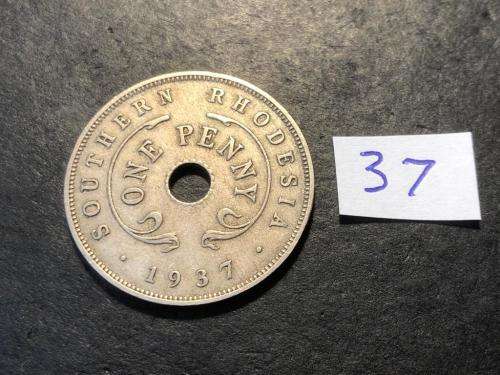 SOUTHERN RHODESIA
ONE PENNY
· 1937 ·
37